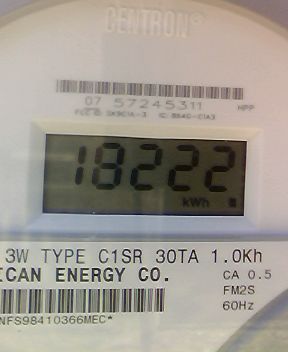 CENTRON®
07 57245311 HPP
18222
kWh
3W TYPE C1SR 30TA 1.0Kh
ICAN ENERGY CO. CA 0.5
FM2S
60Hz
NFS98410366MEC*